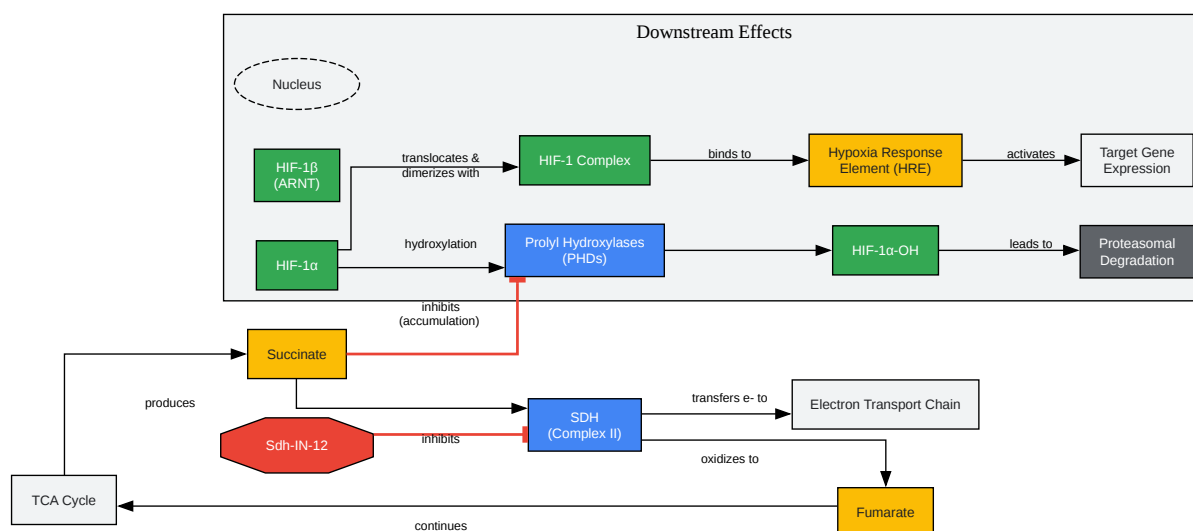 Downstream Effects
Nucleus
HIF-1β
(ARNT)
translocates &
dimerizes with
HIF-1 Complex
binds to
Hypoxia Response
Element (HRE)
activates
Target Gene
Expression
HIF-1α
hydroxylation
Prolyl Hydroxylases
(PHDs)
HIF-1α-OH
leads to
Proteasomal
Degradation
inhibits
(accumulation)
Succinate
produces
Sdh-IN-12
inhibits
SDH
(Complex II)
transfers e- to
Electron Transport Chain
oxidizes to
TCA Cycle
continues
Fumarate